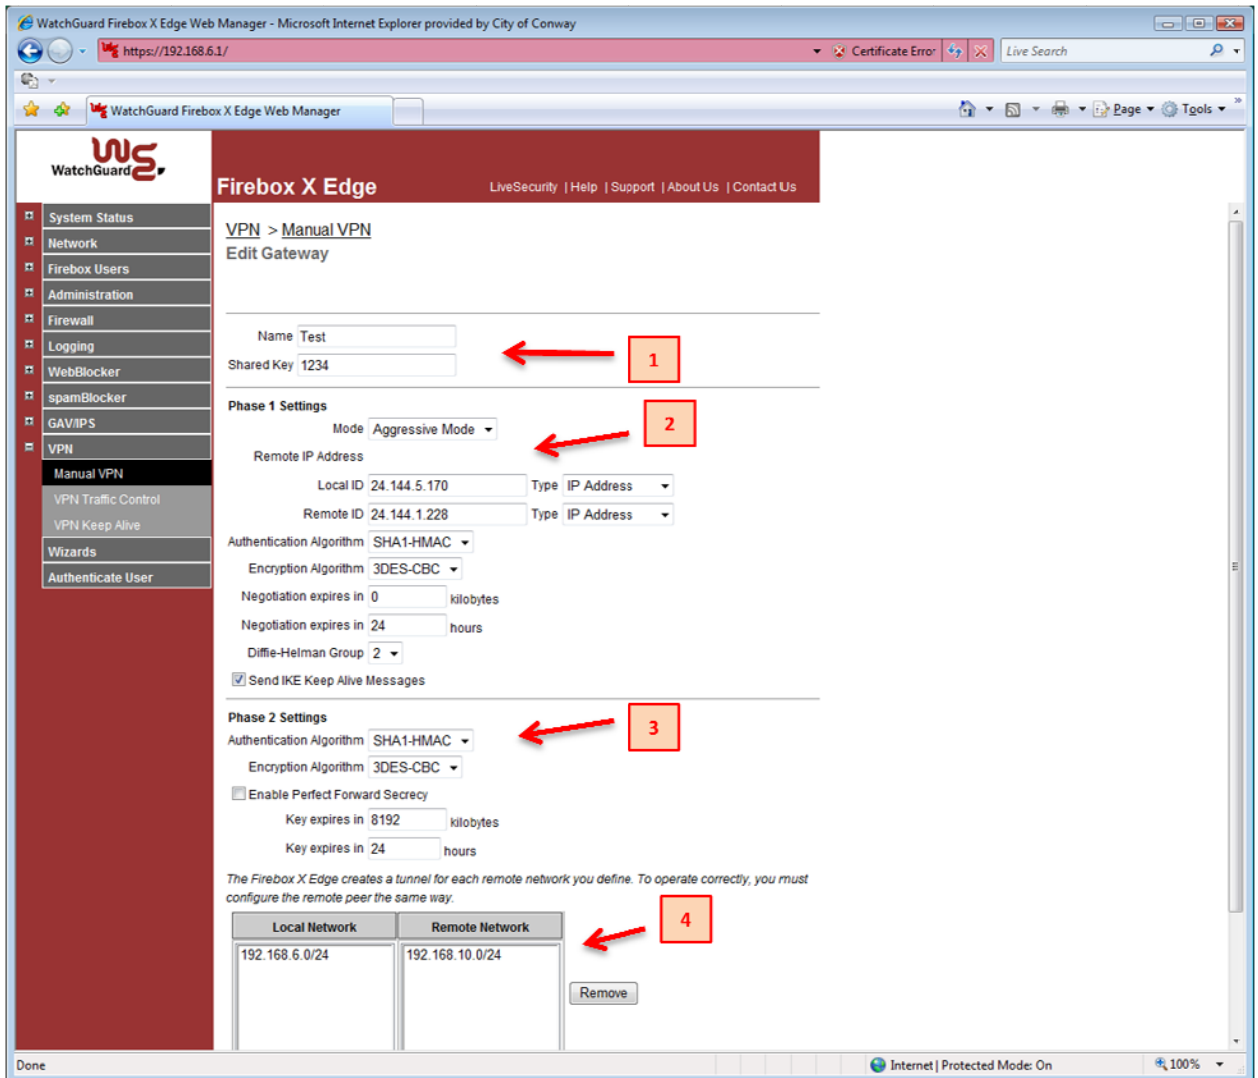 WatchGuard Firebox X Edge Web Manager - Microsoft Internet Explorer provided by City of Conway
https://192.168.6.1/
Certificate Error
Live Search
WatchGuard Firebox X Edge Web Manager
Page
Tools
WatchGuard
Firebox X Edge
LiveSecurity | Help | Support | About Us | Contact Us
System Status
Network
Firebox Users
Administration
Firewall
Logging
WebBlocker
spamBlocker
GAV/IPS
VPN
Manual VPN
VPN Traffic Control
VPN Keep Alive
Wizards
Authenticate User
VPN > Manual VPN
Edit Gateway
Name Test
Shared Key 1234
1
Phase 1 Settings
2
Mode Aggressive Mode
Remote IP Address
Local ID 24.144.5.170 Type IP Address
Remote ID 24.144.1.228 Type IP Address
Authentication Algorithm SHA1-HMAC
Encryption Algorithm 3DES-CBC
Negotiation expires in 0 kilobytes
Negotiation expires in 24 hours
Diffie-Helman Group 2
Send IKE Keep Alive Messages
Phase 2 Settings
3
Authentication Algorithm SHA1-HMAC
Encryption Algorithm 3DES-CBC
Enable Perfect Forward Secrecy
Key expires in 8192 kilobytes
Key expires in 24 hours
The Firebox X Edge creates a tunnel for each remote network you define. To operate correctly, you must
configure the remote peer the same way.
4
Local Network Remote Network
192.168.6.0/24 192.168.10.0/24
Remove
Done
Internet | Protected Mode: On
100%